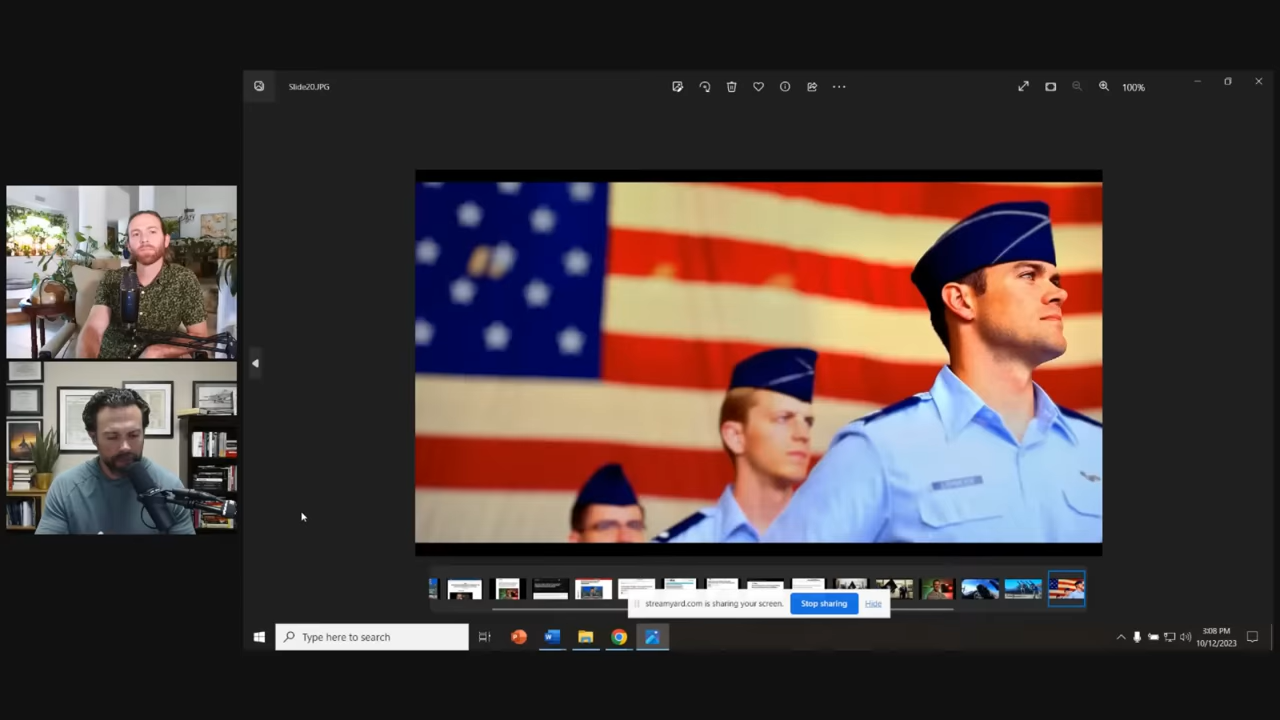 Slide20.JPG
100%
streamyard.com is sharing your screen.
Stop sharing
Hide
Type here to search
3:08 PM
10/12/2023